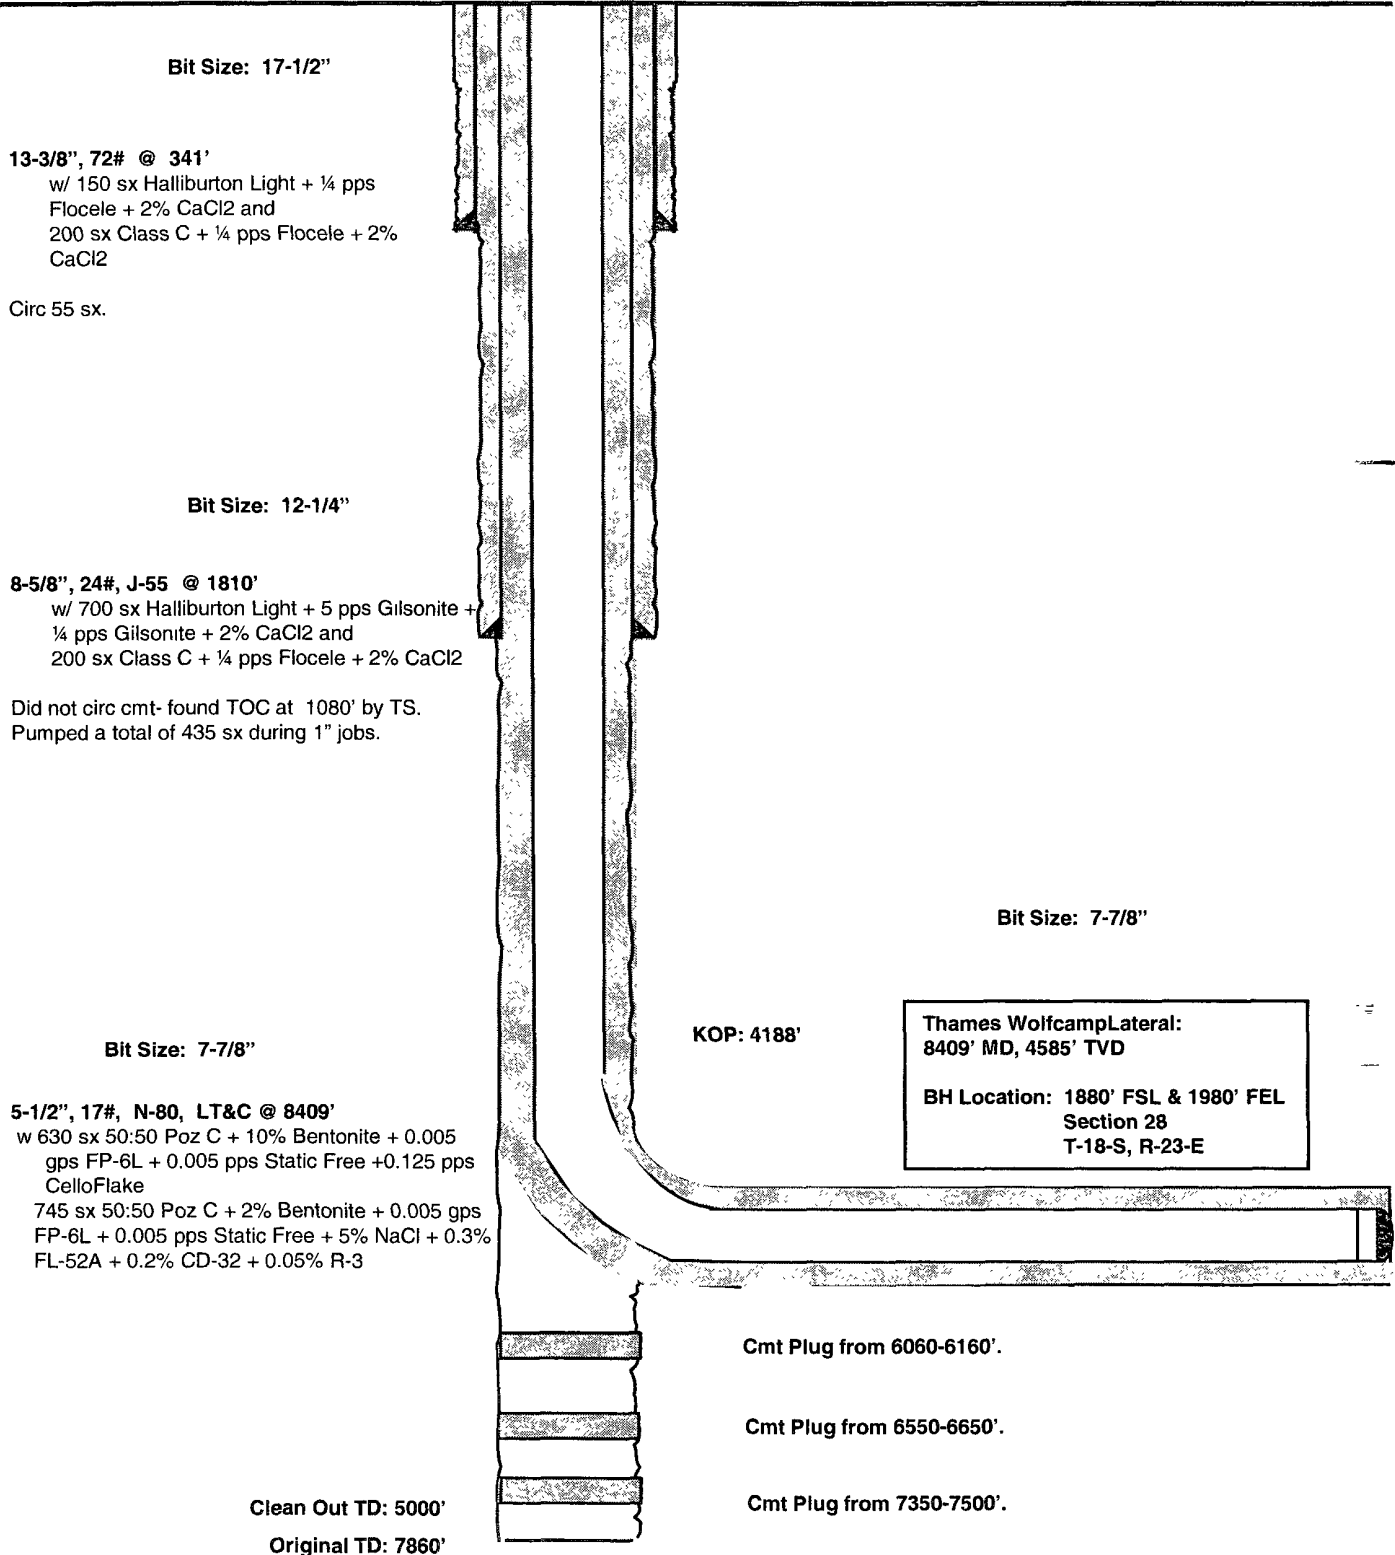 Bit Size: 17-1/2"
13-3/8", 72# @ 341'
w/ 150 sx Halliburton Light + ¼ pps
Flocele + 2% CaCl2 and
200 sx Class C + ¼ pps Flocele + 2%
CaCl2
Circ 55 sx.
Bit Size: 12-1/4"
8-5/8", 24#, J-55 @ 1810'
w/ 700 sx Halliburton Light + 5 pps Gilsonite +
¼ pps Gilsonite + 2% CaCl2 and
200 sx Class C + ¼ pps Flocele + 2% CaCl2
Did not circ cmt- found TOC at 1080' by TS.
Pumped a total of 435 sx during 1" jobs.
Bit Size: 7-7/8"
KOP: 4188'
Thames WolfcampLateral:
8409' MD, 4585' TVD
BH Location: 1880' FSL & 1980' FEL
Section 28
T-18-S, R-23-E
Bit Size: 7-7/8"
5-1/2", 17#, N-80, LT&C @ 8409'
w 630 sx 50:50 Poz C + 10% Bentonite + 0.005
gps FP-6L + 0.005 pps Static Free +0.125 pps
CelloFlake
745 sx 50:50 Poz C + 2% Bentonite + 0.005 gps
FP-6L + 0.005 pps Static Free + 5% NaCl + 0.3%
FL-52A + 0.2% CD-32 + 0.05% R-3
Cmt Plug from 6060-6160'.
Cmt Plug from 6550-6650'.
Cmt Plug from 7350-7500'.
Clean Out TD: 5000'
Original TD: 7860'